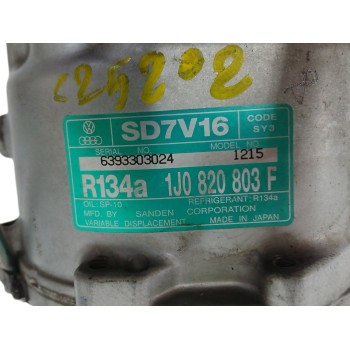 C25202
SD7V16
CODE
SY3
SERIAL NO.
MODEL NO.
6393303024
1215
R134a 1J0 820 803 F
OIL: SP-10
REFRIGERANT: R134a
MFG. BY SANDEN CORPORATION
VARIABLE DISPLACEMENT
MADE IN JAPAN